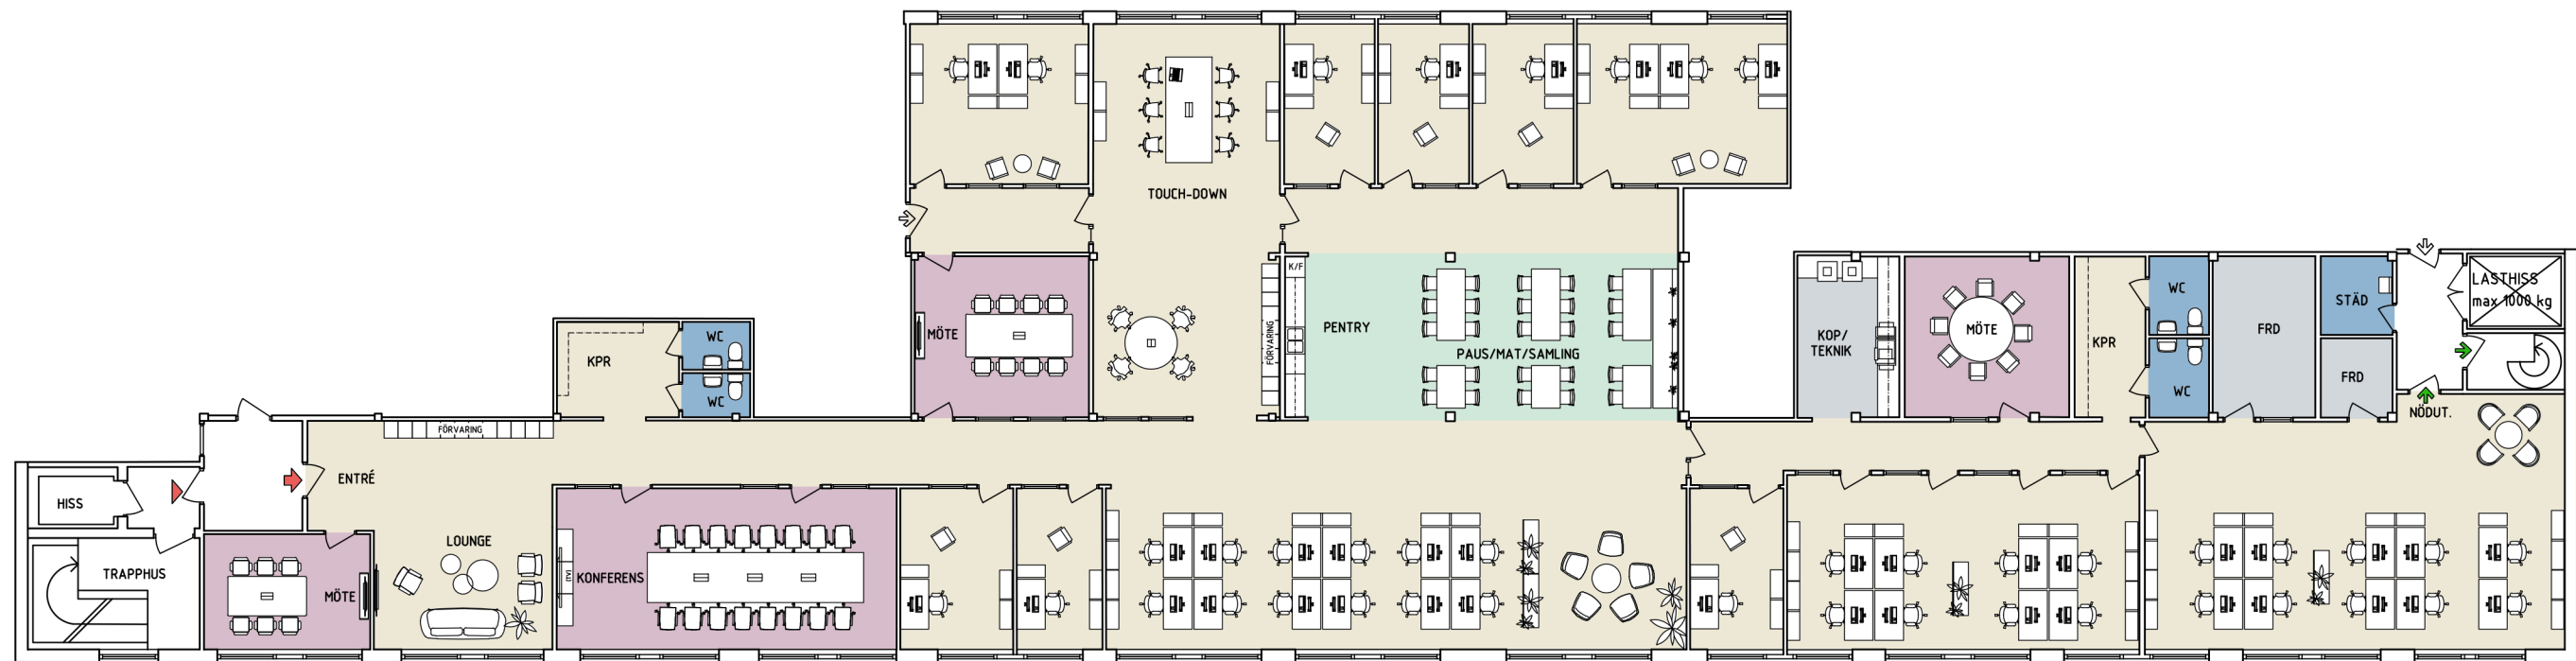 TOUCH-DOWN
K/F
FÖRVARING
PENTRY
MÖTE
PAUS/MAT/SAMLING
KOP/
TEKNIK
MÖTE
KPR
WC
WC
FRD
STÄD
FRD
LASTHISS
max 1000 kg
NÖDUT.
KPR
WC
WC
FÖRVARING
ENTRÉ
HISS
TRAPPHUS
MÖTE
LOUNGE
(TV)
KONFERENS